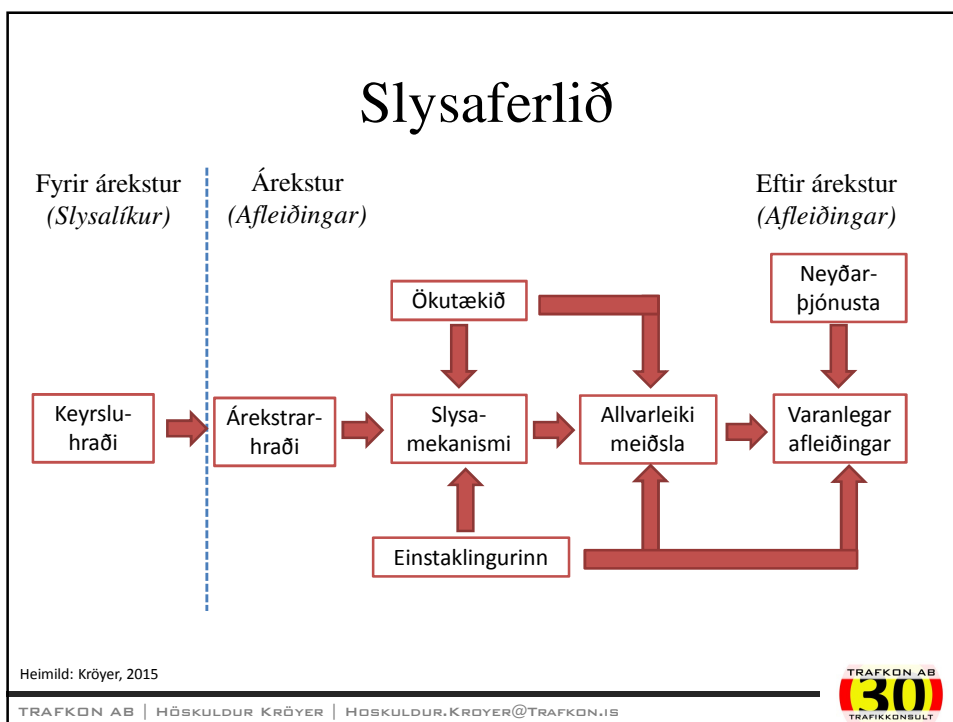 Slysaferlið
Fyrir árekstur
(Slysalíkur)
Árekstur
(Afleiðingar)
Eftir árekstur
(Afleiðingar)
Ökutækið
Neyðar-
þjónusta
Keyrslu-
hraði
Árekstrar-
hraði
Slysa-
mekanismi
Allvarleiki
meiðsla
Varanlegar
afleiðingar
Einstaklingurinn
Heimild: Kröyer, 2015
TRAFKON AB | HÖSKULDUR KRÖYER | HOSKULDUR.KROYER@TRAFKON.IS
TRAFKON AB
30
TRAFIKKONSULT